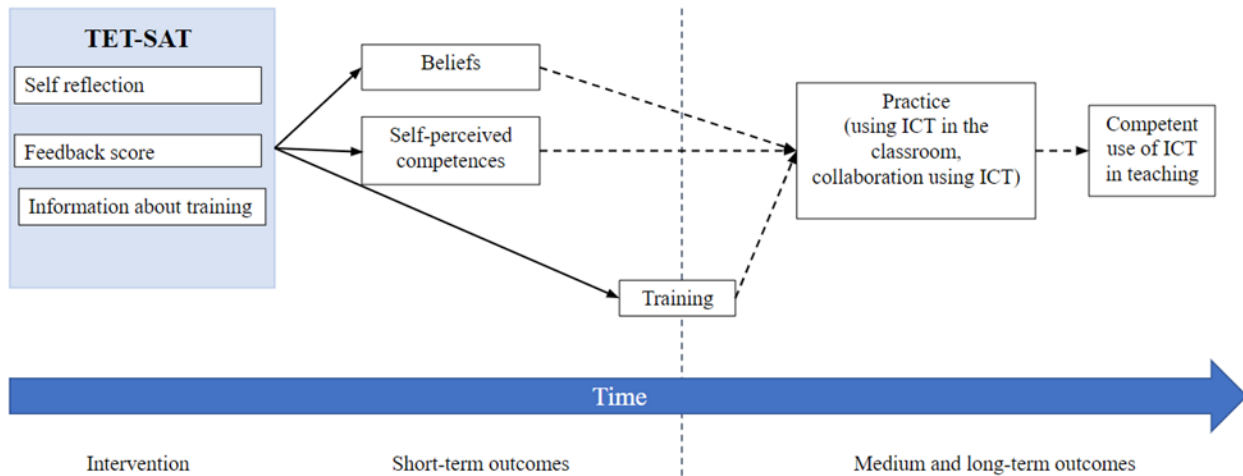 TET-SAT
Self reflection
Feedback score
Information about training
Beliefs
Self-perceived
competences
Training
Practice
(using ICT in the
classroom,
collaboration using ICT)
Competent
use of ICT
in teaching
Time
Intervention
Short-term outcomes
Medium and long-term outcomes